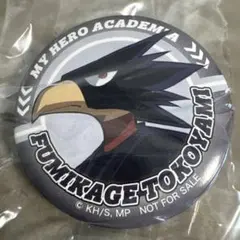 MY HERO ACADEMIA
FUMIKAGE TOKOYAMI
© KH/S, MP NOT FOR SALE